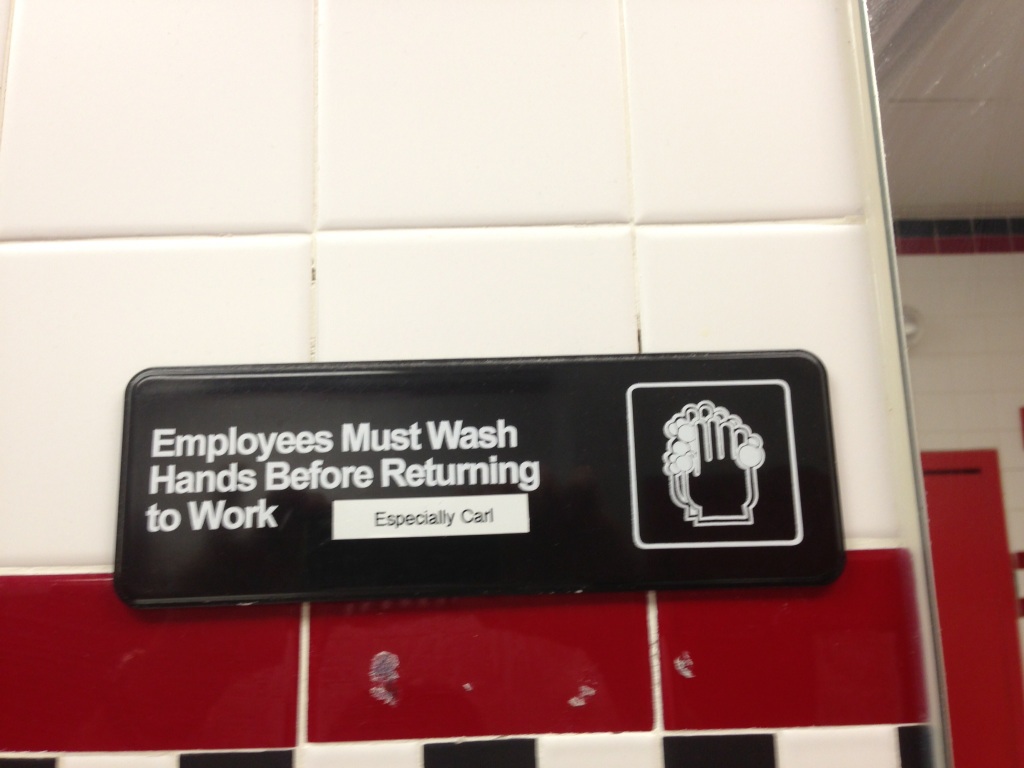 Employees Must Wash
Hands Before Returning
to Work
Especially Carl